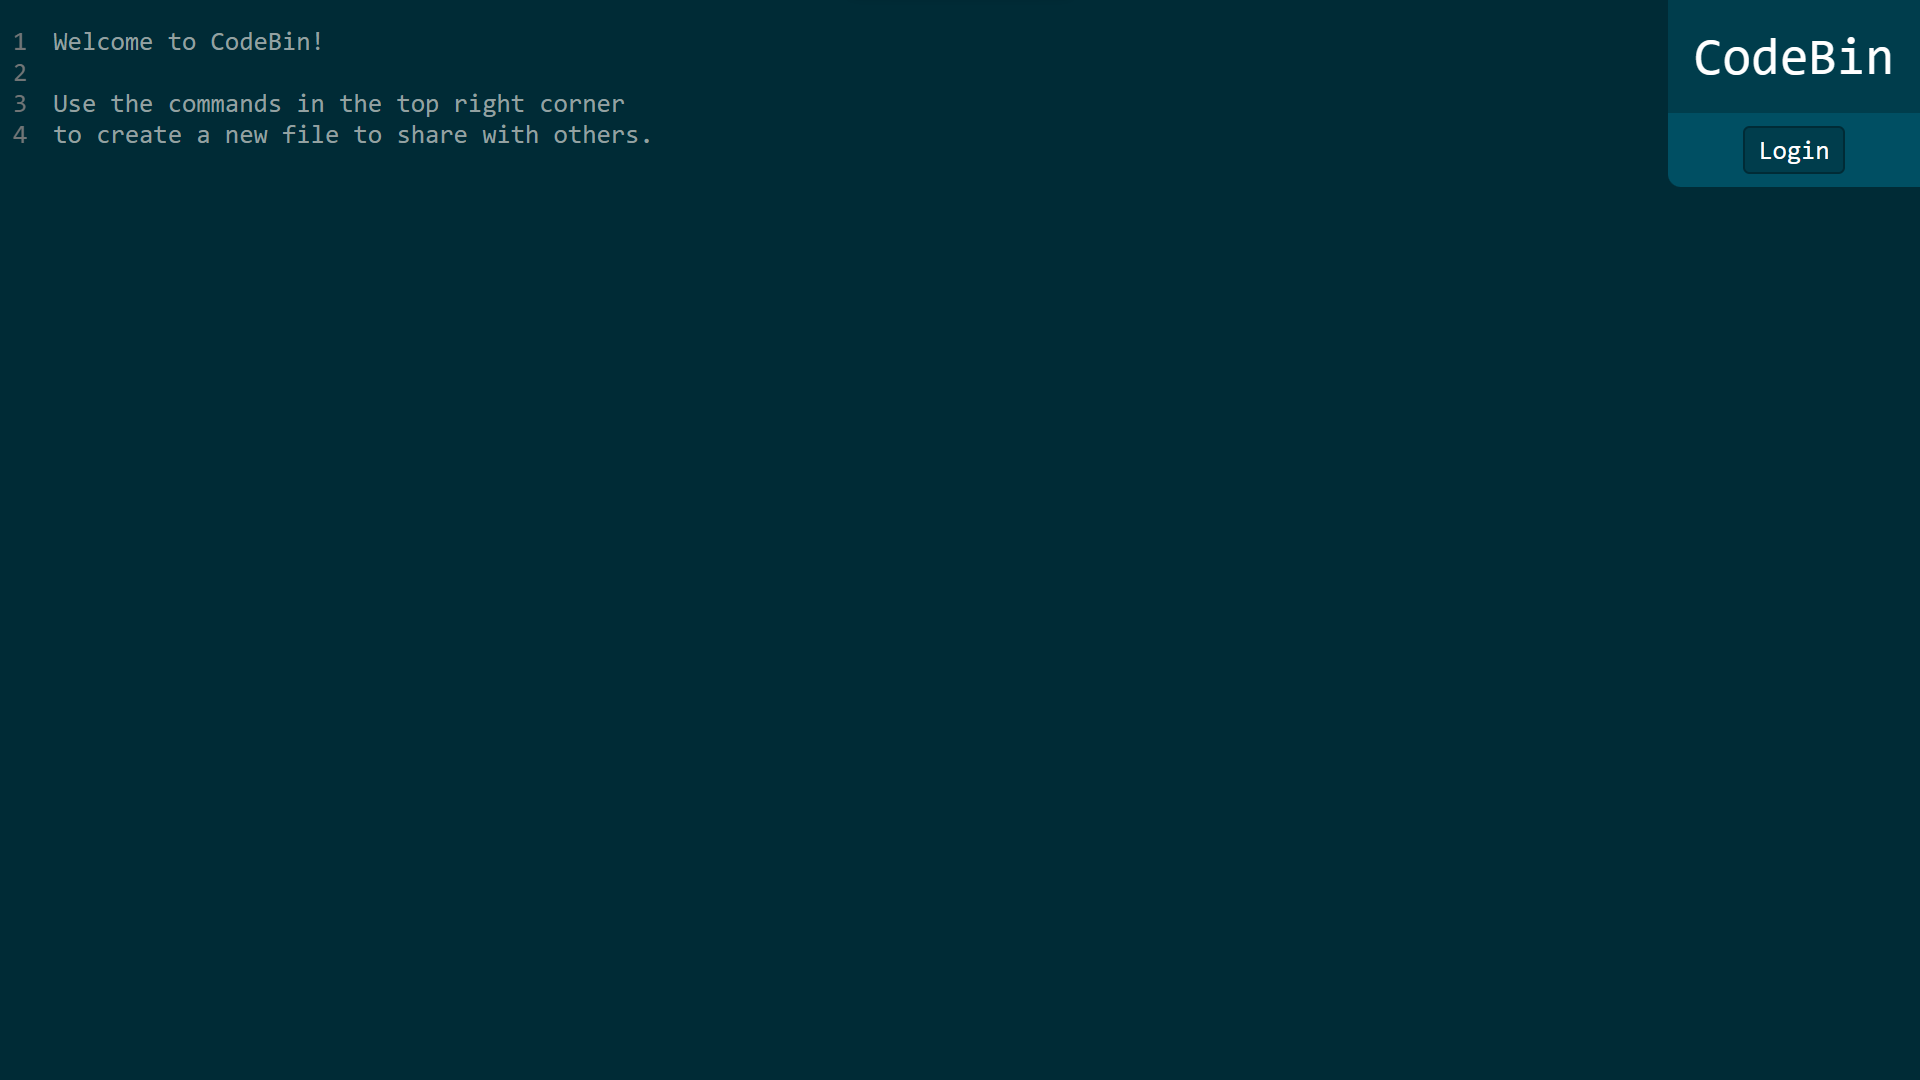 1 Welcome to CodeBin!
2
3 Use the commands in the top right corner
4 to create a new file to share with others.
CodeBin
Login